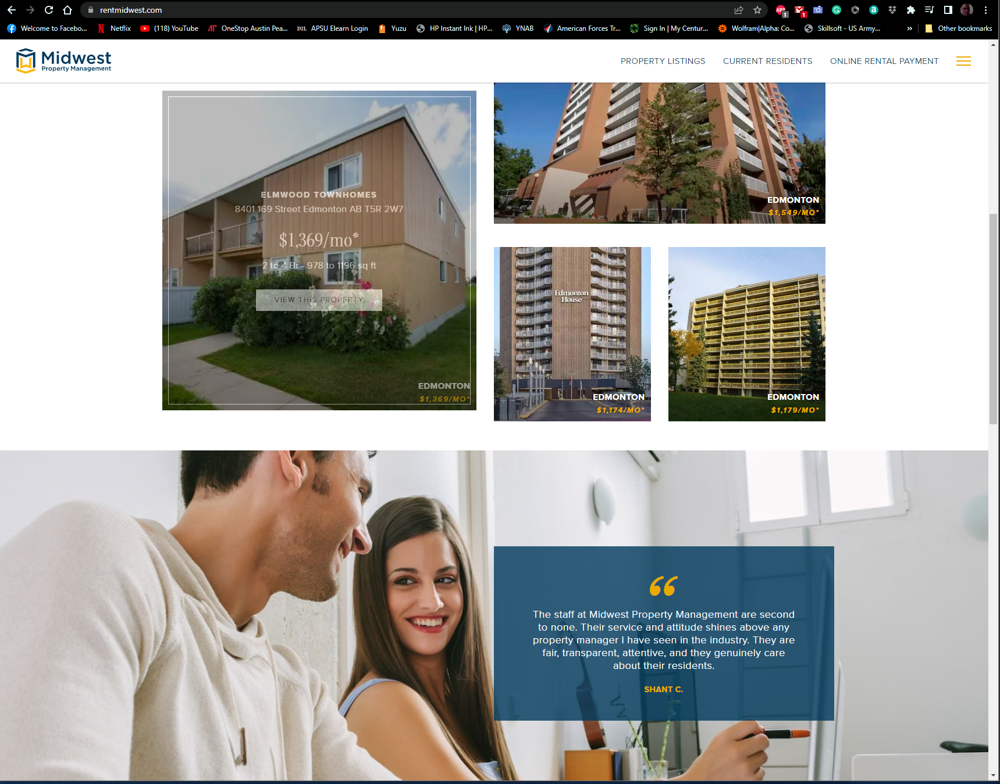 rentmidwest.com
Welcome to Facebo...
Netflix
(118) YouTube
AP OneStop Austin Pea...
D2L APSU Elearn Login
Yuzu
HP Instant Ink | HP...
YNAB
American Forces Tr...
Sign In | My Centur...
Wolfram|Alpha: Co...
Skillsoft - US Army...
»
Other bookmarks
ABP 1
1
Midwest
Property Management
PROPERTY LISTINGS
CURRENT RESIDENTS
ONLINE RENTAL PAYMENT
ELMWOOD TOWNHOMES
8401 169 Street Edmonton AB T5R 2W7
$1,369/mo*
2 to 4 Br - 978 to 1196 sq ft
VIEW THIS PROPERTY
EDMONTON
$1,369/MO*
EDMONTON
$1,549/MO*
Edmonton
House
EDMONTON
$1,174/MO*
EDMONTON
$1,179/MO*
“
The staff at Midwest Property Management are second
to none. Their service and attitude shines above any
property manager I have seen in the industry. They are
fair, transparent, attentive, and they genuinely care
about their residents.
SHANT C.